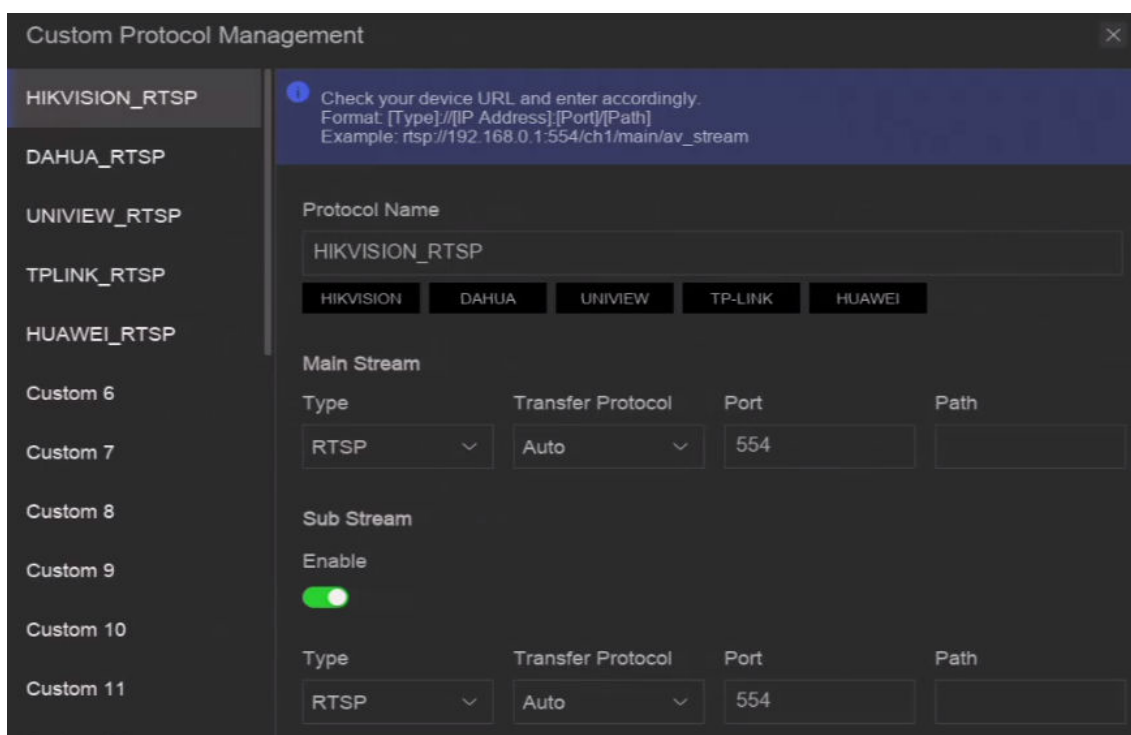 Custom Protocol Management
HIKVISION_RTSP
DAHUA_RTSP
UNIVIEW_RTSP
TPLINK_RTSP
HUAWEI_RTSP
Custom 6
Custom 7
Custom 8
Custom 9
Custom 10
Custom 11
Check your device URL and enter accordingly.
Format: [Type]://[IP Address]:[Port]/[Path]
Example: rtsp://192.168.0.1:554/ch1/main/av_stream
Protocol Name
HIKVISION_RTSP
HIKVISION DAHUA UNIVIEW TP-LINK HUAWEI
Main Stream
Type Transfer Protocol Port Path
RTSP Auto 554
Sub Stream
Enable
Type Transfer Protocol Port Path
RTSP Auto 554